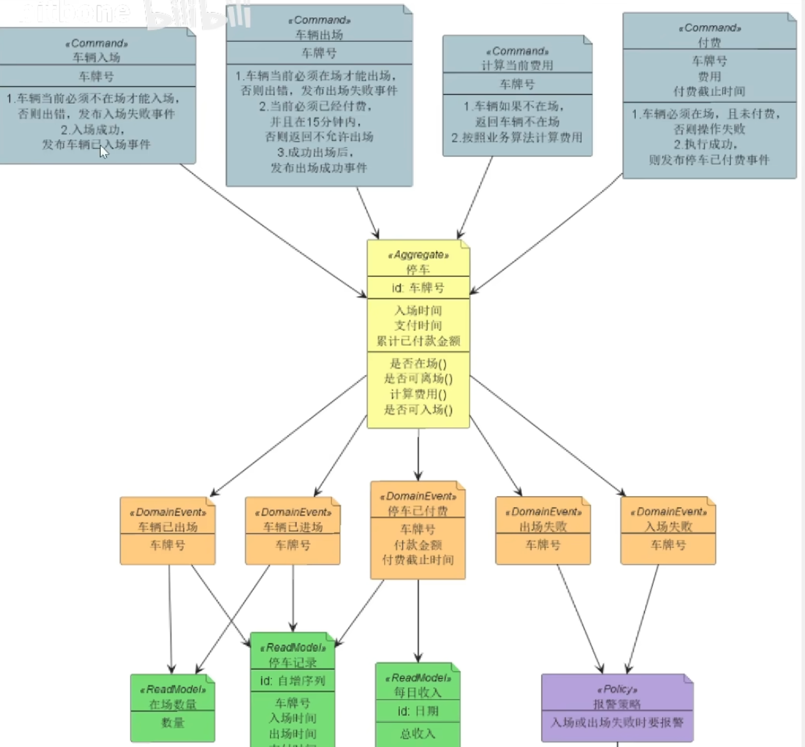 bilibili
«Command»
车辆入场
车牌号
1.车辆当前必须不在场才能入场，
否则出错，发布入场失败事件
2.入场成功，
发布车辆已入场事件
«Command»
车辆出场
车牌号
1.车辆当前必须在场才能出场，
否则出错，发布出场失败事件
2.当前必须已经付费，
并且在15分钟内，
否则返回不允许出场
3.成功出场后，
发布出场成功事件
«Command»
计算当前费用
车牌号
1.车辆如果不在场，
返回车辆不在场
2.按照业务算法计算费用
«Command»
付费
车牌号
费用
付费截止时间
1.车辆必须在场，且未付费，
否则操作失败
2.执行成功，
则发布停车已付费事件
«Aggregate»
停车
id: 车牌号
入场时间
支付时间
累计已付款金额
是否在场()
是否可离场()
计算费用()
是否可入场()
«DomainEvent»
车辆已出场
车牌号
«DomainEvent»
车辆已进场
车牌号
«DomainEvent»
停车已付费
车牌号
付款金额
付费截止时间
«DomainEvent»
出场失败
车牌号
«DomainEvent»
入场失败
车牌号
«ReadModel»
在场数量
数量
«ReadModel»
停车记录
id: 自增序列
车牌号
入场时间
出场时间
«ReadModel»
每日收入
id: 日期
总收入
«Policy»
报警策略
入场或出场失败时要报警